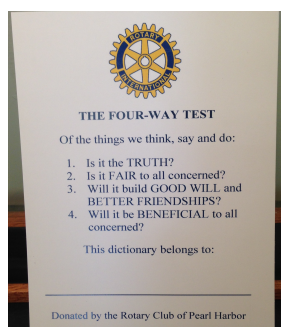 ROTARY
INTERNATIONAL
THE FOUR-WAY TEST
Of the things we think, say and do:
1. Is it the TRUTH?
2. Is it FAIR to all concerned?
3. Will it build GOOD WILL and
BETTER FRIENDSHIPS?
4. Will it be BENEFICIAL to all
concerned?
This dictionary belongs to:
Donated by the Rotary Club of Pearl Harbor